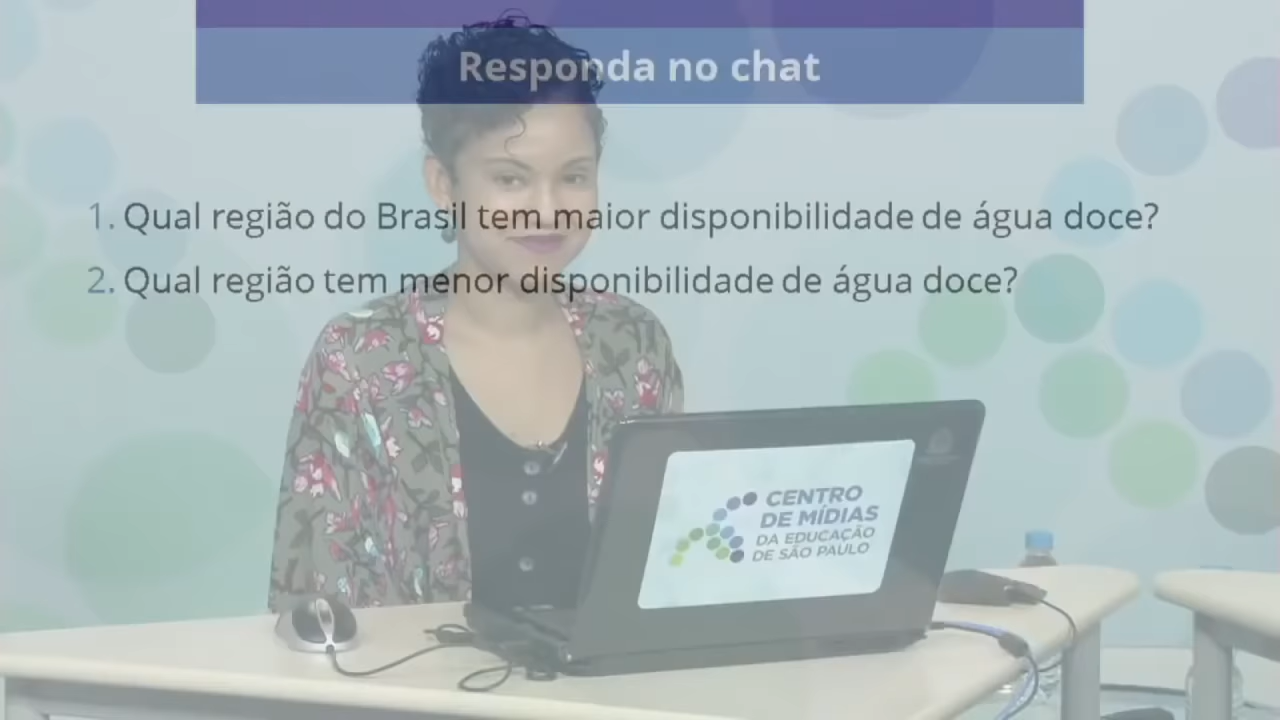 Responda no chat
1. Qual região do Brasil tem maior disponibilidade de água doce?
2. Qual região tem menor disponibilidade de água doce?
CENTRO
DE MÍDIAS
DA EDUCAÇÃO
DE SÃO PAULO